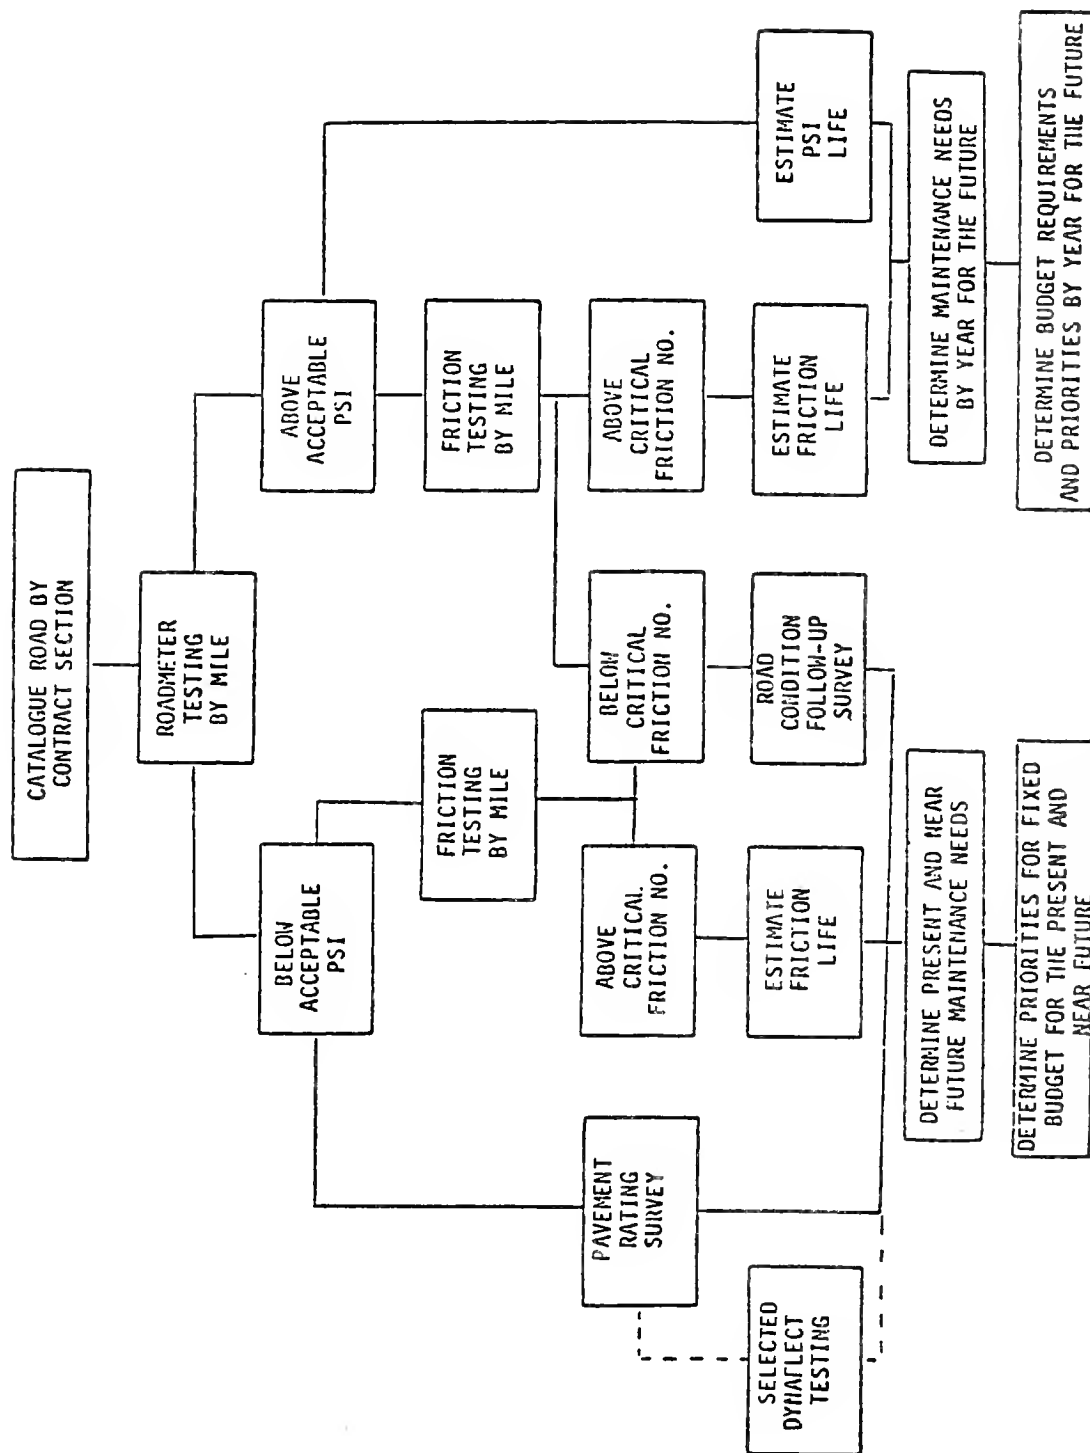 CATALOGUE ROAD BY
CONTRACT SECTION
ROADMETER
TESTING
BY MILE
BELOW
ACCEPTABLE
PSI
ABOVE
ACCEPTABLE
PSI
FRICTION
TESTING
BY MILE
FRICTION
TESTING
BY MILE
PAVEMENT
RATING
SURVEY
ABOVE
CRITICAL
FRICTION NO.
BELOW
CRITICAL
FRICTION NO.
ABOVE
CRITICAL
FRICTION NO.
SELECTED
DYNAFLECT
TESTING
ESTIMATE
FRICTION
LIFE
ROAD
CONDITION
FOLLOW-UP
SURVEY
ESTIMATE
FRICTION
LIFE
ESTIMATE
PSI
LIFE
DETERMINE PRESENT AND NEAR
FUTURE MAINTENANCE NEEDS
DETERMINE MAINTENANCE NEEDS
BY YEAR FOR THE FUTURE
DETERMINE PRIORITIES FOR FIXED
BUDGET FOR THE PRESENT AND
NEAR FUTURE
DETERMINE BUDGET REQUIREMENTS
AND PRIORITIES BY YEAR FOR THE FUTURE